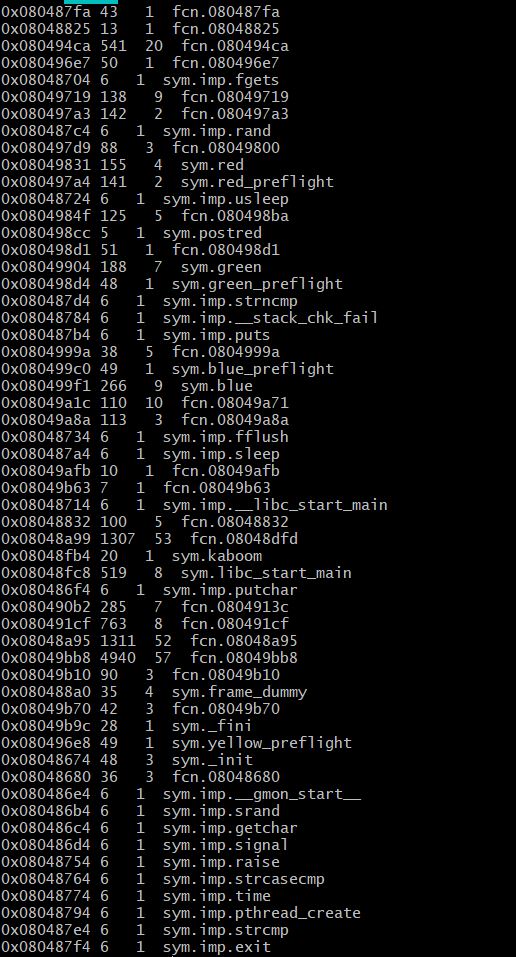 0x080487fa 43 1 fcn.080487fa
0x08048825 13 1 fcn.08048825
0x080494ca 541 20 fcn.080494ca
0x080496e7 50 1 fcn.080496e7
0x08048704 6 1 sym.imp.fgets
0x08049719 138 9 fcn.08049719
0x080497a3 142 2 fcn.080497a3
0x080487c4 6 1 sym.imp.rand
0x080497d9 88 3 fcn.08049800
0x08049831 155 4 sym.red
0x080497a4 141 2 sym.red_preflight
0x08048724 6 1 sym.imp.usleep
0x0804984f 125 5 fcn.080498ba
0x080498cc 5 1 sym.postred
0x080498d1 51 1 fcn.080498d1
0x08049904 188 7 sym.green
0x080498d4 48 1 sym.green_preflight
0x080487d4 6 1 sym.imp.strncmp
0x08048784 6 1 sym.imp.__stack_chk_fail
0x080487b4 6 1 sym.imp.puts
0x0804999a 38 5 fcn.0804999a
0x080499c0 49 1 sym.blue_preflight
0x080499f1 266 9 sym.blue
0x08049a1c 110 10 fcn.08049a71
0x08049a8a 113 3 fcn.08049a8a
0x08048734 6 1 sym.imp.fflush
0x080487a4 6 1 sym.imp.sleep
0x08049afb 10 1 fcn.08049afb
0x08049b63 7 1 fcn.08049b63
0x08048714 6 1 sym.imp.__libc_start_main
0x08048832 100 5 fcn.08048832
0x08048a99 1307 53 fcn.08048dfd
0x08048fb4 20 1 sym.kaboom
0x08048fc8 519 8 sym.libc_start_main
0x080486f4 6 1 sym.imp.putchar
0x080490b2 285 7 fcn.0804913c
0x080491cf 763 8 fcn.080491cf
0x08048a95 1311 52 fcn.08048a95
0x08049bb8 4940 57 fcn.08049bb8
0x08049b10 90 3 fcn.08049b10
0x080488a0 35 4 sym.frame_dummy
0x08049b70 42 3 fcn.08049b70
0x08049b9c 28 1 sym._fini
0x080496e8 49 1 sym.yellow_preflight
0x08048674 48 3 sym._init
0x08048680 36 3 fcn.08048680
0x080486e4 6 1 sym.imp.__gmon_start__
0x080486b4 6 1 sym.imp.srand
0x080486c4 6 1 sym.imp.getchar
0x080486d4 6 1 sym.imp.signal
0x08048754 6 1 sym.imp.raise
0x08048764 6 1 sym.imp.strcasecmp
0x08048774 6 1 sym.imp.time
0x08048794 6 1 sym.imp.pthread_create
0x080487e4 6 1 sym.imp.strcmp
0x080487f4 6 1 sym.imp.exit